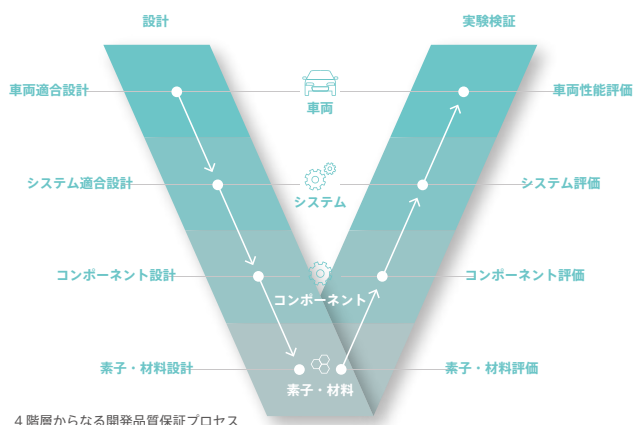 設計
実験検証
車両適合設計
車両
車両性能評価
システム適合設計
システム
システム評価
コンポーネント設計
コンポーネント
コンポーネント評価
素子・材料設計
素子・材料
素子・材料評価
4階層からなる開発品質保証プロセス